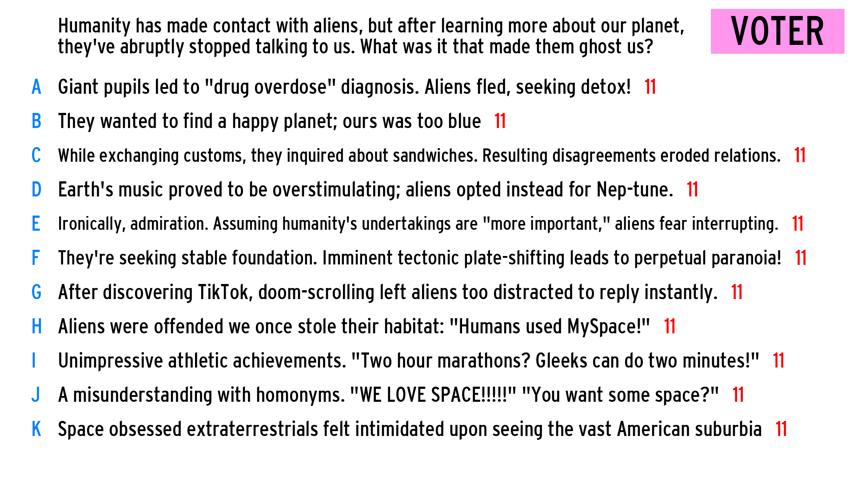 Humanity has made contact with aliens, but after learning more about our planet,
they've abruptly stopped talking to us. What was it that made them ghost us?
VOTER
A Giant pupils led to "drug overdose" diagnosis. Aliens fled, seeking detox! 11
B They wanted to find a happy planet; ours was too blue 11
C While exchanging customs, they inquired about sandwiches. Resulting disagreements eroded relations. 11
D Earth's music proved to be overstimulating; aliens opted instead for Nep-tune. 11
E Ironically, admiration. Assuming humanity's undertakings are "more important," aliens fear interrupting. 11
F They're seeking stable foundation. Imminent tectonic plate-shifting leads to perpetual paranoia! 11
G After discovering TikTok, doom-scrolling left aliens too distracted to reply instantly. 11
H Aliens were offended we once stole their habitat: "Humans used MySpace!" 11
I Unimpressive athletic achievements. "Two hour marathons? Gleeks can do two minutes!" 11
J A misunderstanding with homonyms. "WE LOVE SPACE!!!!!" "You want some space?" 11
K Space obsessed extraterrestrials felt intimidated upon seeing the vast American suburbia 11